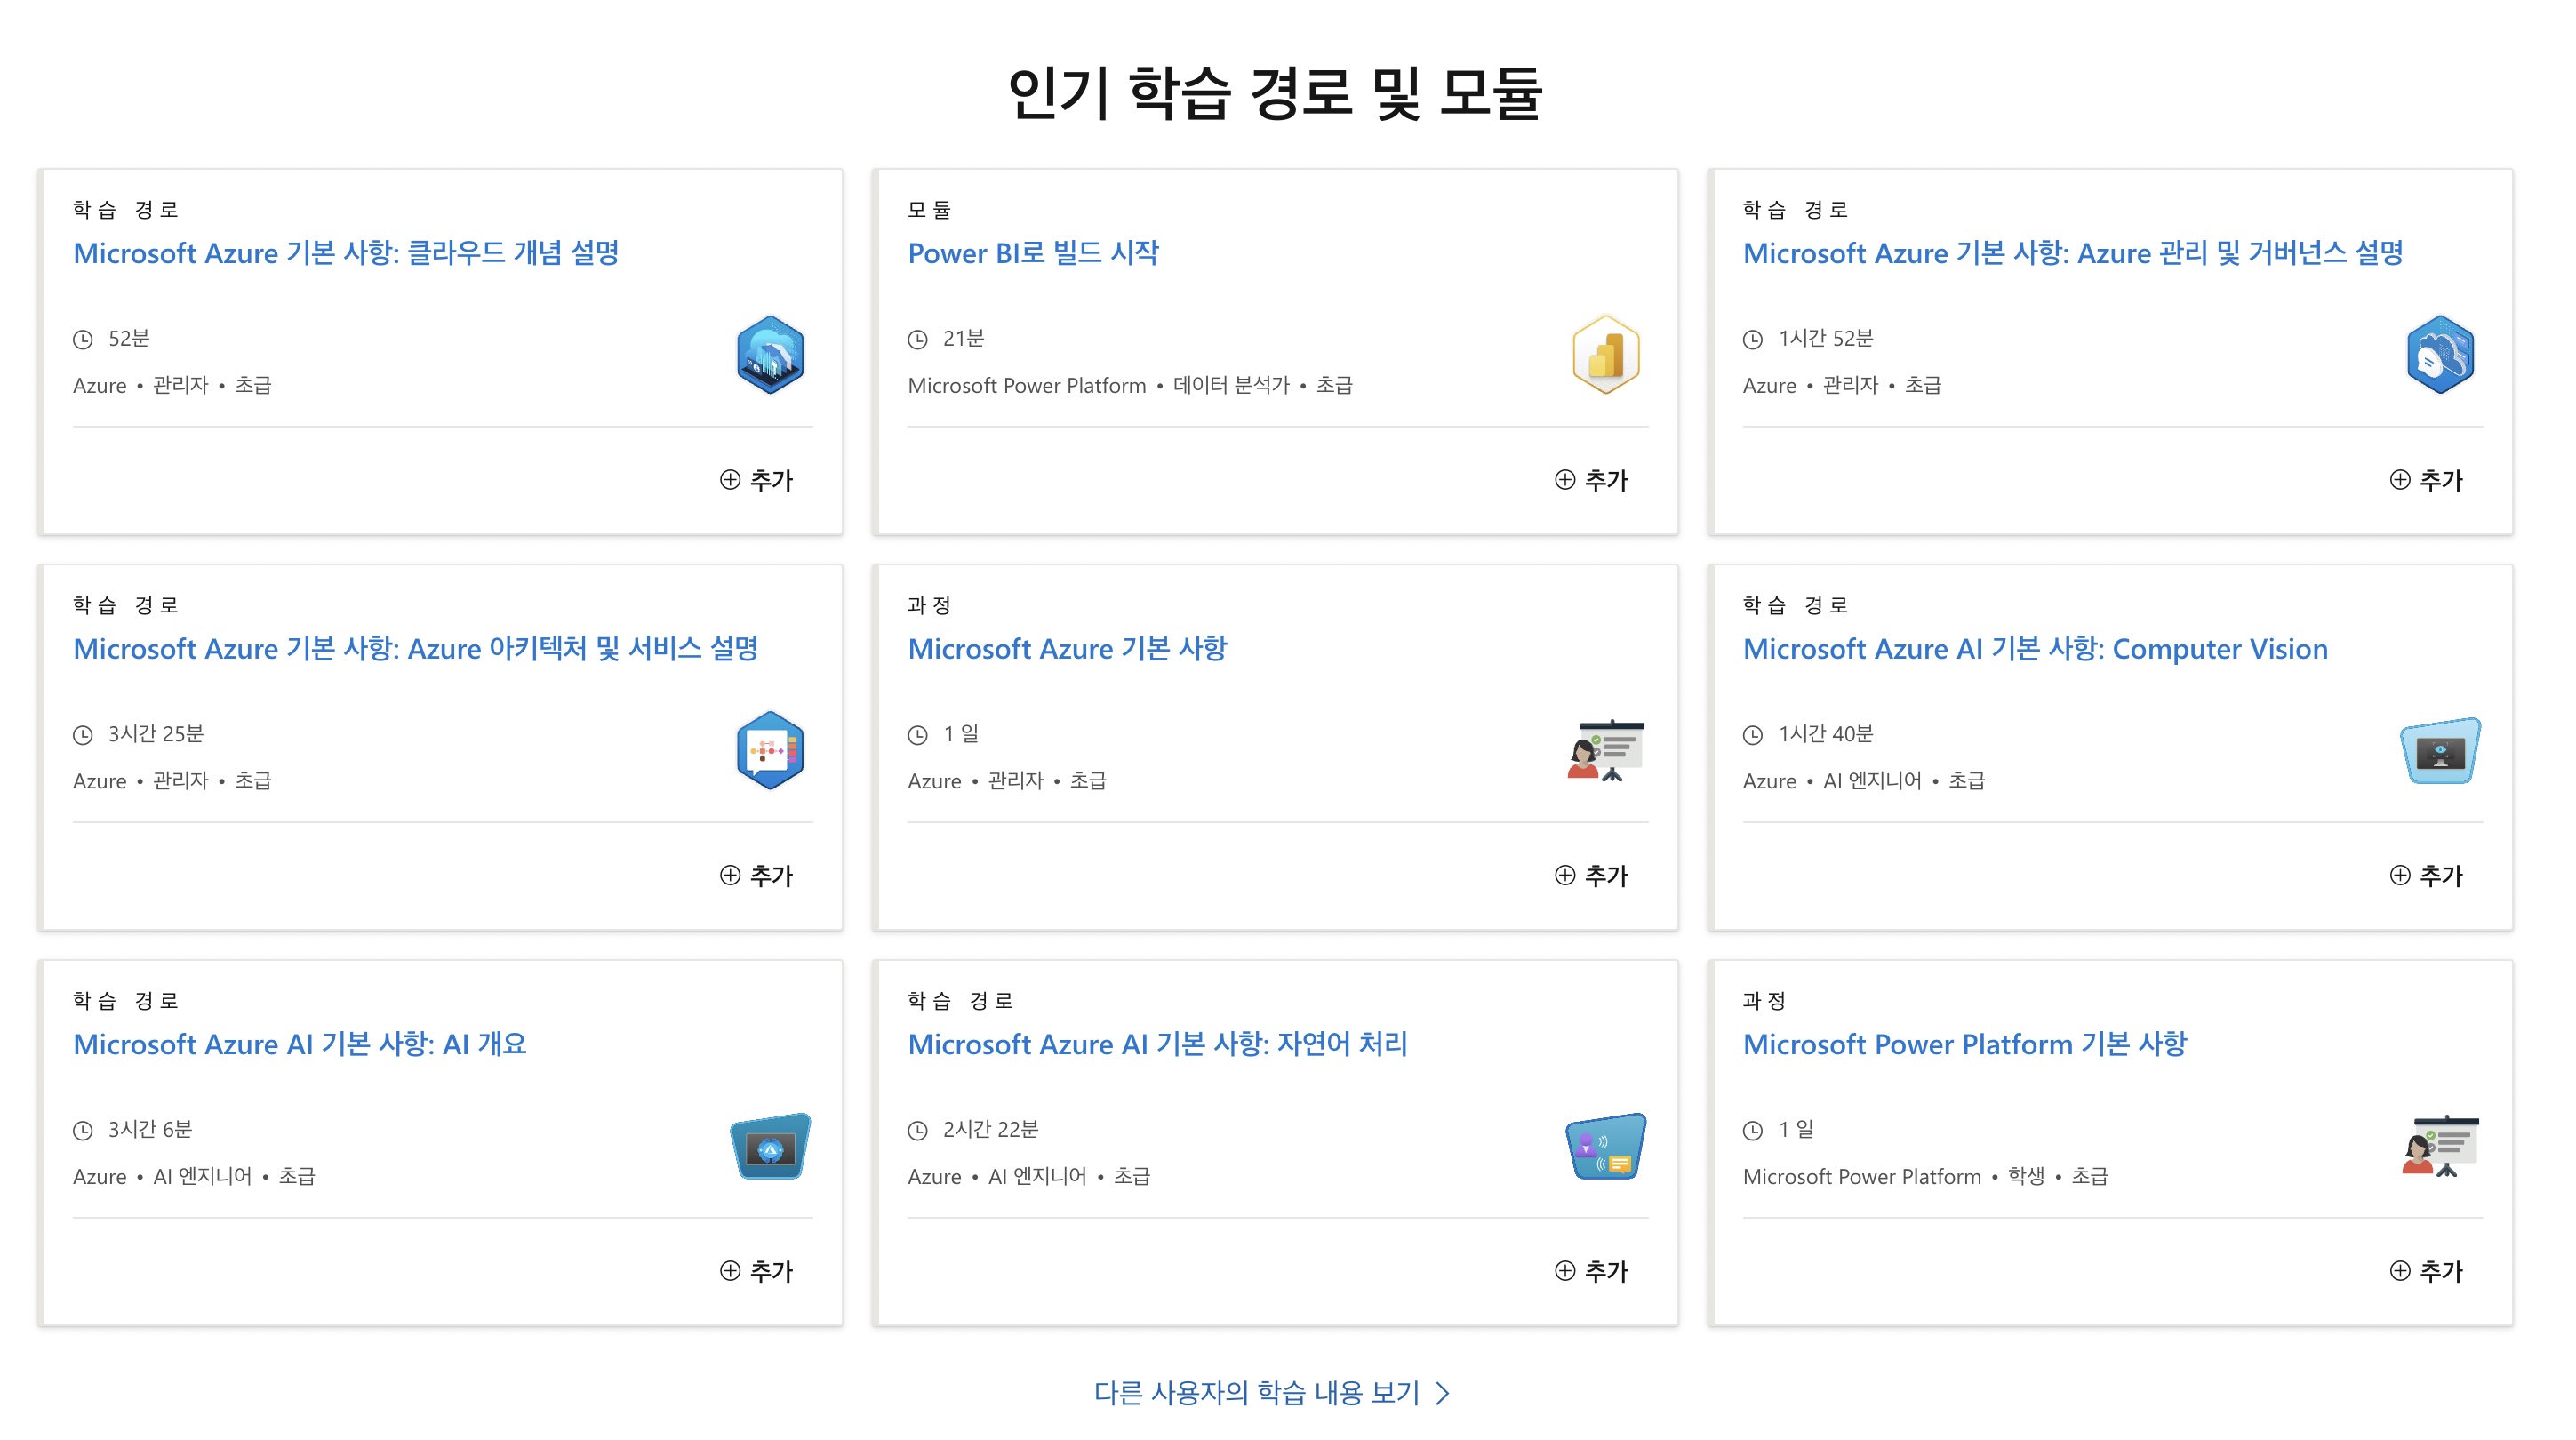 인기 학습 경로 및 모듈
학습 경로
Microsoft Azure 기본 사항: 클라우드 개념 설명
52분
Azure • 관리자 • 초급
추가
모듈
Power BI로 빌드 시작
21분
Microsoft Power Platform • 데이터 분석가 • 초급
추가
학습 경로
Microsoft Azure 기본 사항: Azure 관리 및 거버넌스 설명
1시간 52분
Azure • 관리자 • 초급
추가
학습 경로
Microsoft Azure 기본 사항: Azure 아키텍처 및 서비스 설명
3시간 25분
Azure • 관리자 • 초급
추가
과정
Microsoft Azure 기본 사항
1 일
Azure • 관리자 • 초급
추가
학습 경로
Microsoft Azure AI 기본 사항: Computer Vision
1시간 40분
Azure • AI 엔지니어 • 초급
추가
학습 경로
Microsoft Azure AI 기본 사항: AI 개요
3시간 6분
Azure • AI 엔지니어 • 초급
추가
학습 경로
Microsoft Azure AI 기본 사항: 자연어 처리
2시간 22분
Azure • AI 엔지니어 • 초급
추가
과정
Microsoft Power Platform 기본 사항
1 일
Microsoft Power Platform • 학생 • 초급
추가
다른 사용자의 학습 내용 보기